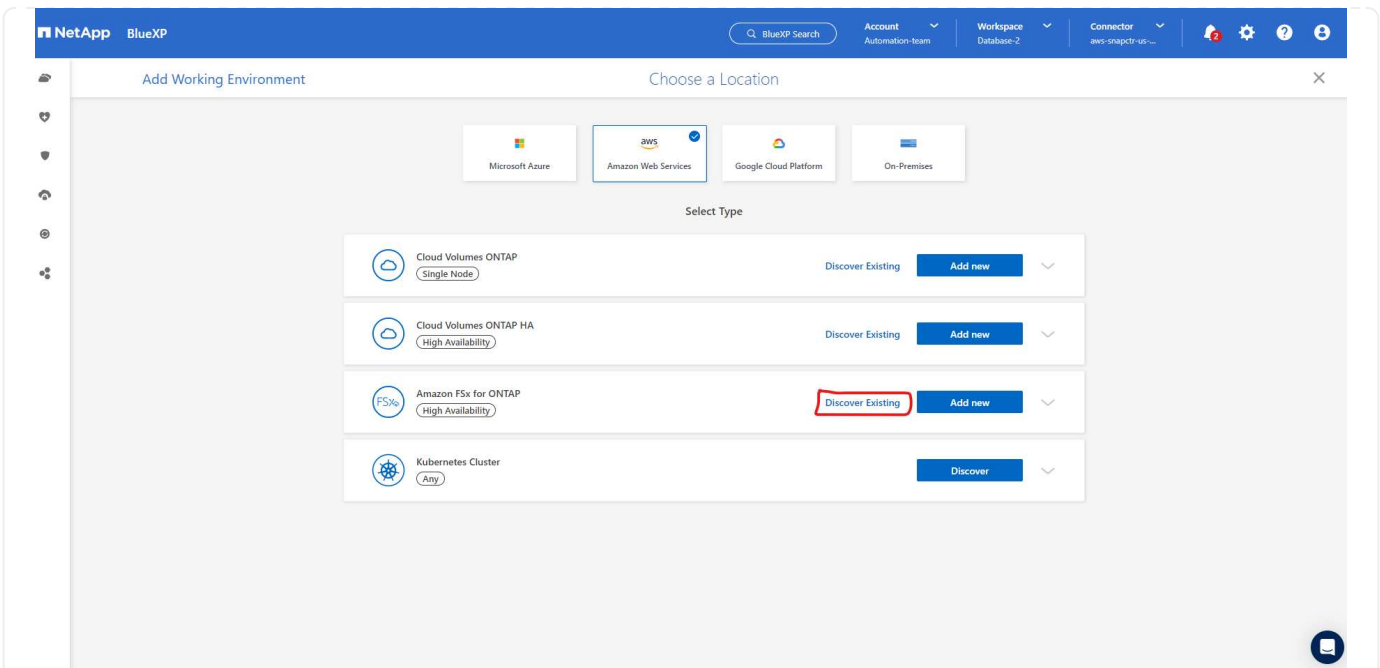 NetApp BlueXP
BlueXP Search
Account
Automation-team
Workspace
Database-2
Connector
aws-snapctr-us-...
2
Add Working Environment
Choose a Location
Microsoft Azure
aws
Amazon Web Services
Google Cloud Platform
On-Premises
Select Type
Cloud Volumes ONTAP
Single Node
Discover Existing
Add new
Cloud Volumes ONTAP HA
High Availability
Discover Existing
Add new
FSx
Amazon FSx for ONTAP
High Availability
Discover Existing
Add new
Kubernetes Cluster
Any
Discover